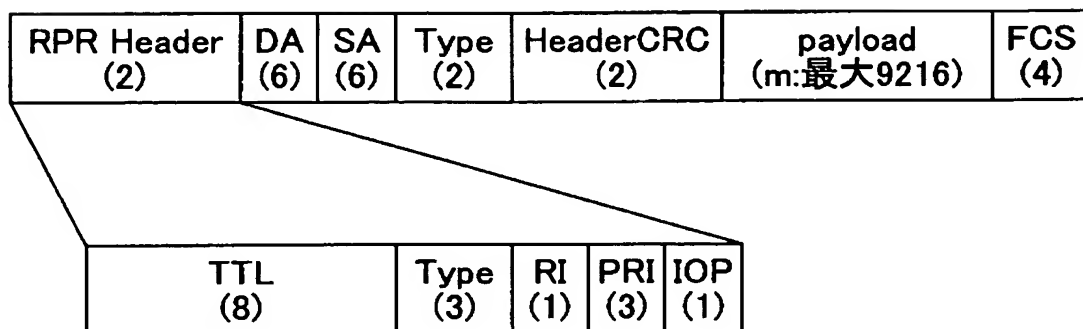 RPR Header DA SA Type HeaderCRC payload FCS
(2) (6) (6) (2) (2) (m:最大9216) (4)
TTL Type RI PRI IOP
(8) (3) (1) (3) (1)